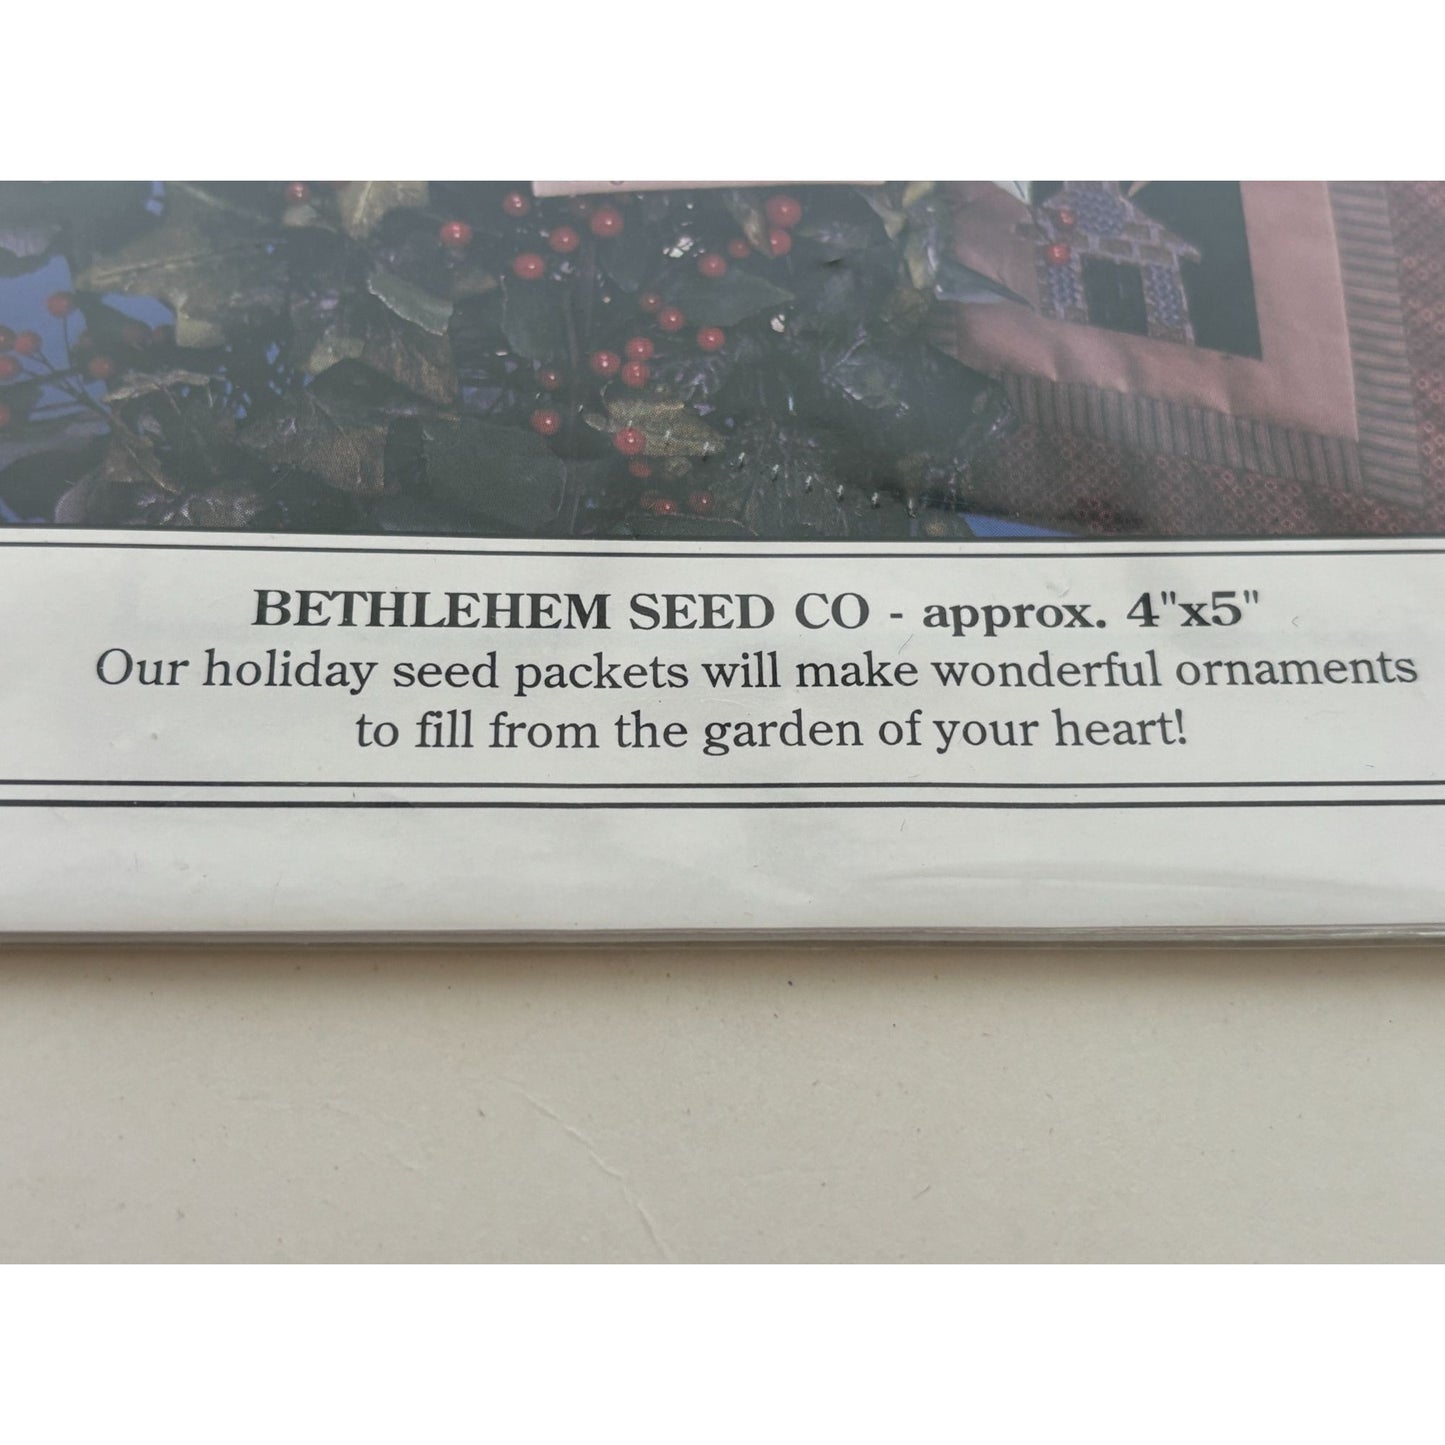 BETHLEHEM SEED CO - approx. 4"x5"
Our holiday seed packets will make wonderful ornaments
to fill from the garden of your heart!